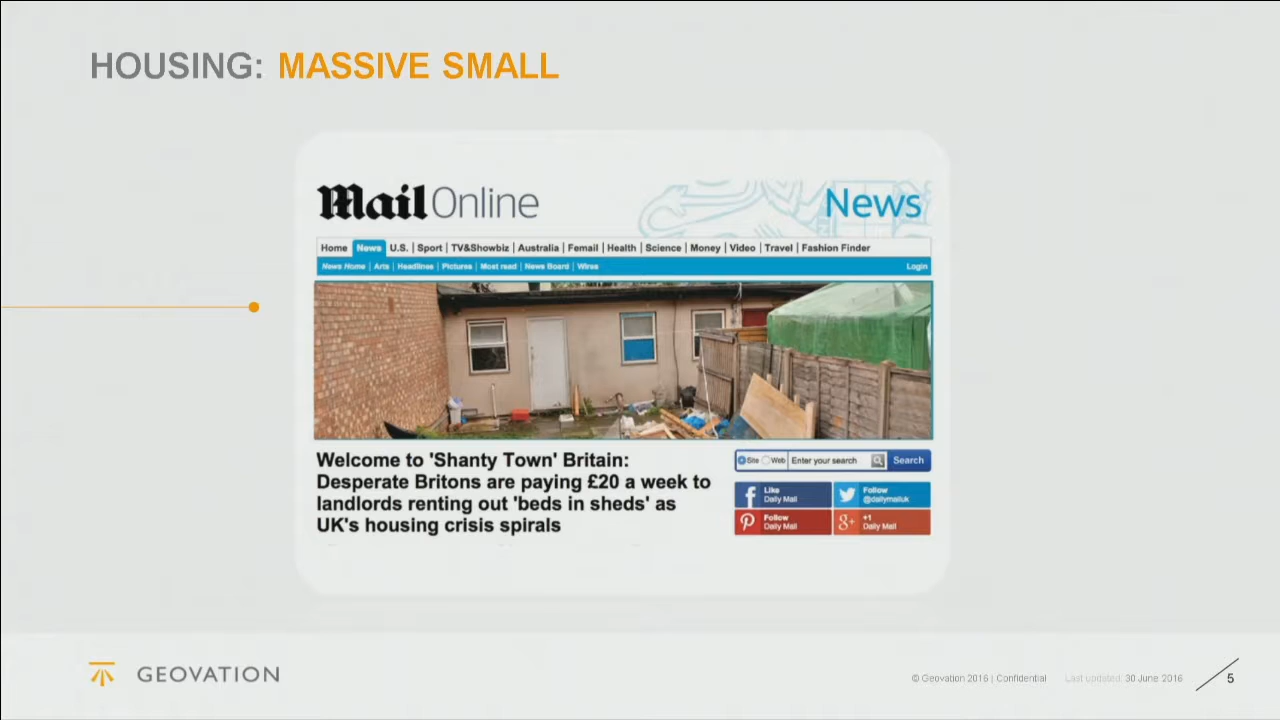 HOUSING: MASSIVE SMALL
Mail Online
News
Home | News | U.S. | Sport | TV&Showbiz | Australia | Femail | Health | Science | Money | Video | Travel | Fashion Finder
News Home | Arts | Headlines | Pictures | Most read | News Board | Wires
Login
Welcome to 'Shanty Town' Britain:
Desperate Britons are paying £20 a week to
landlords renting out 'beds in sheds' as
UK's housing crisis spirals
Site Web Enter your search Search
Like
Daily Mail
Follow
@dailymailuk
Follow
Daily Mail
+1
Daily Mail
GEOVATION
© Geovation 2016 | Confidential Last updated: 30 June 2016 5